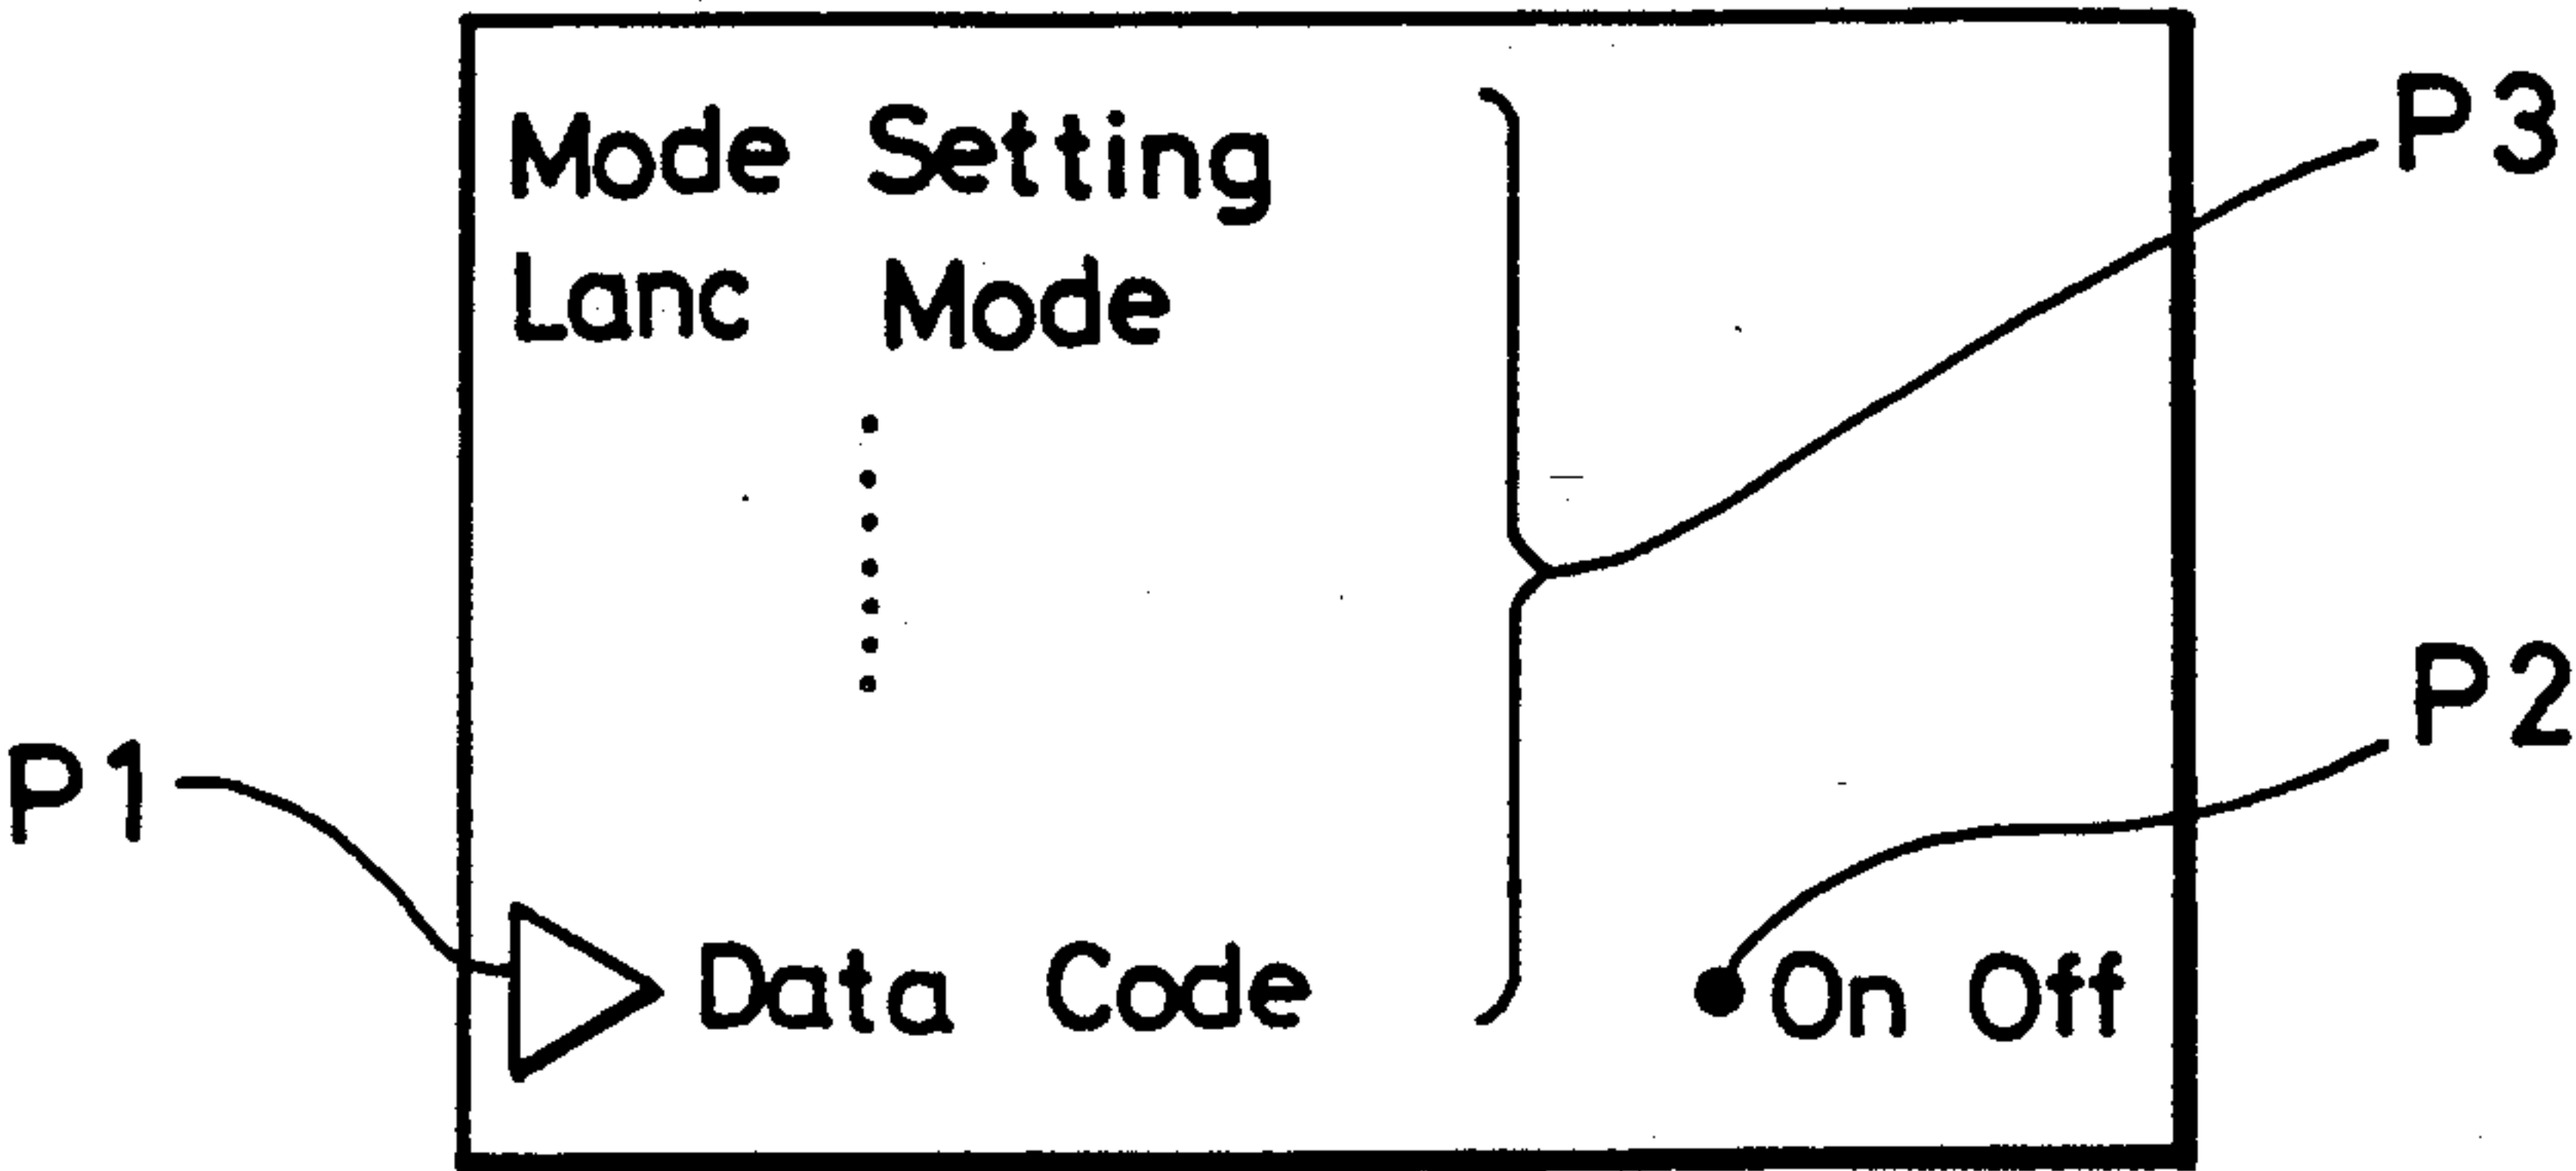 Mode Setting
P3
Lanc Mode
P2
P1
Data Code
On Off